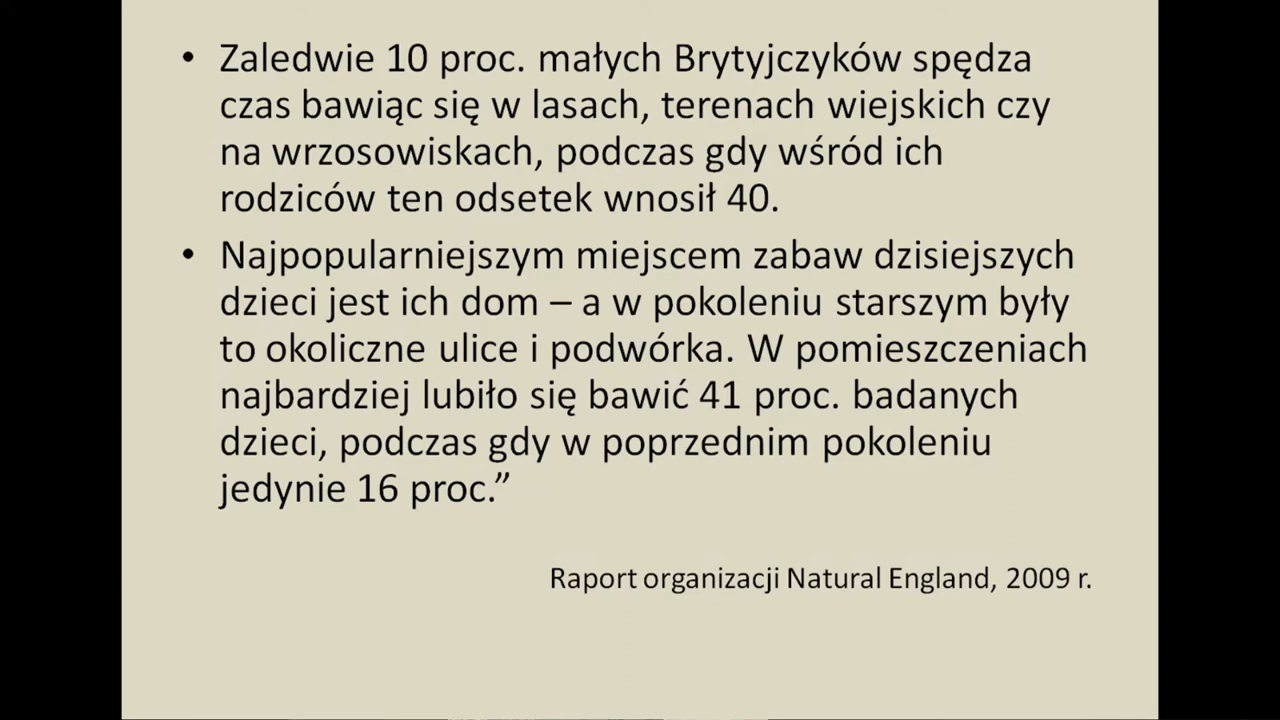 • Zaledwie 10 proc. małych Brytyjczyków spędza
czas bawiąc się w lasach, terenach wiejskich czy
na wrzosowiskach, podczas gdy wśród ich
rodziców ten odsetek wnosił 40.
• Najpopularniejszym miejscem zabaw dzisiejszych
dzieci jest ich dom – a w pokoleniu starszym były
to okoliczne ulice i podwórka. W pomieszczeniach
najbardziej lubiło się bawić 41 proc. badanych
dzieci, podczas gdy w poprzednim pokoleniu
jedynie 16 proc.”
Raport organizacji Natural England, 2009 r.